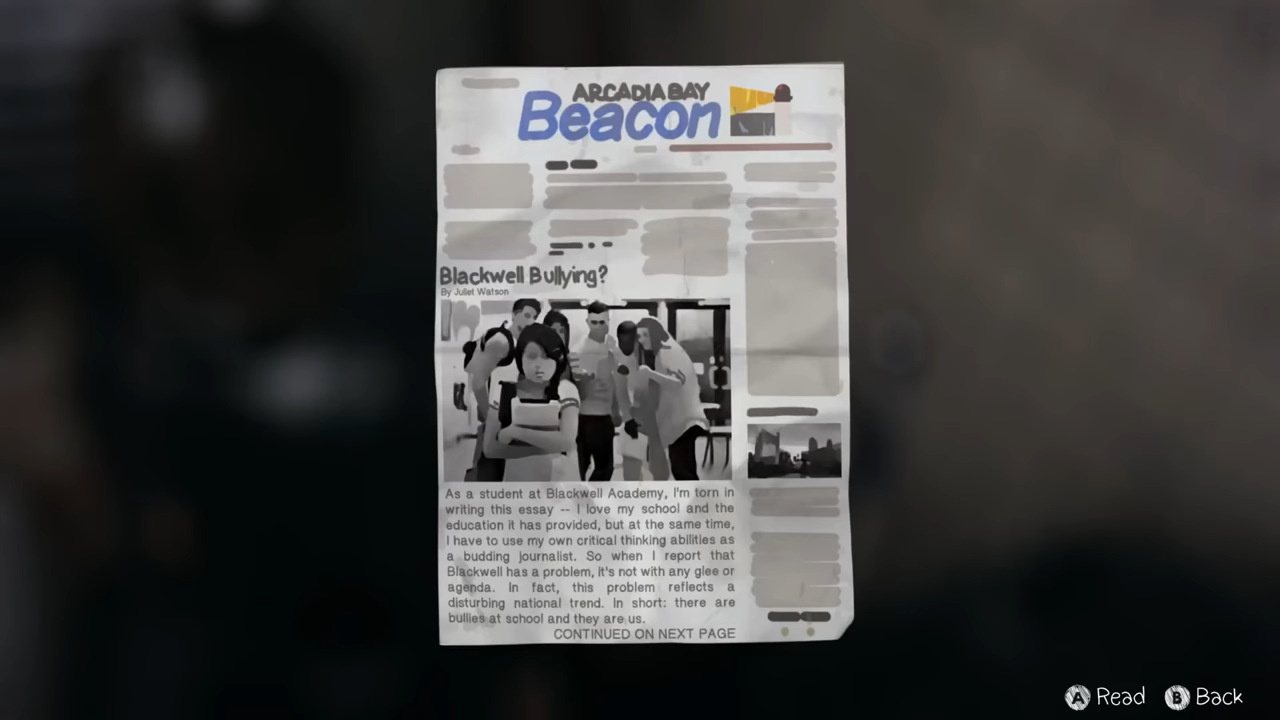 ARCADIA BAY
Beacon
Blackwell Bullying?
By Juliet Watson
As a student at Blackwell Academy, I'm torn in
writing this essay -- I love my school and the
education it has provided, but at the same time,
I have to use my own critical thinking abilities as
a budding journalist. So when I report that
Blackwell has a problem, it's not with any glee or
agenda. In fact, this problem reflects a
disturbing national trend. In short: there are
bullies at school and they are us.
CONTINUED ON NEXT PAGE
A Read B Back